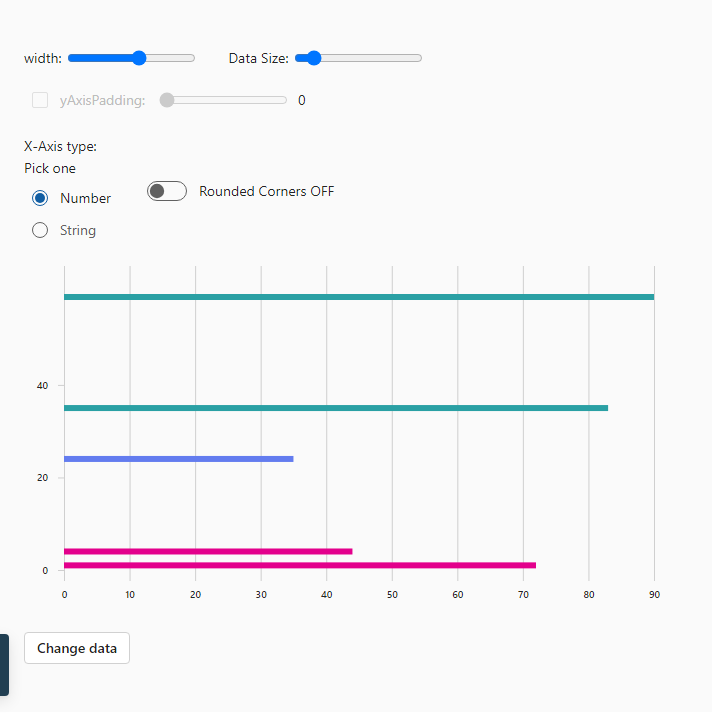 width: Data Size:
yAxisPadding: 0
X-Axis type:
Pick one
Number Rounded Corners OFF
String
40
20
0
0 10 20 30 40 50 60 70 80 90
Change data